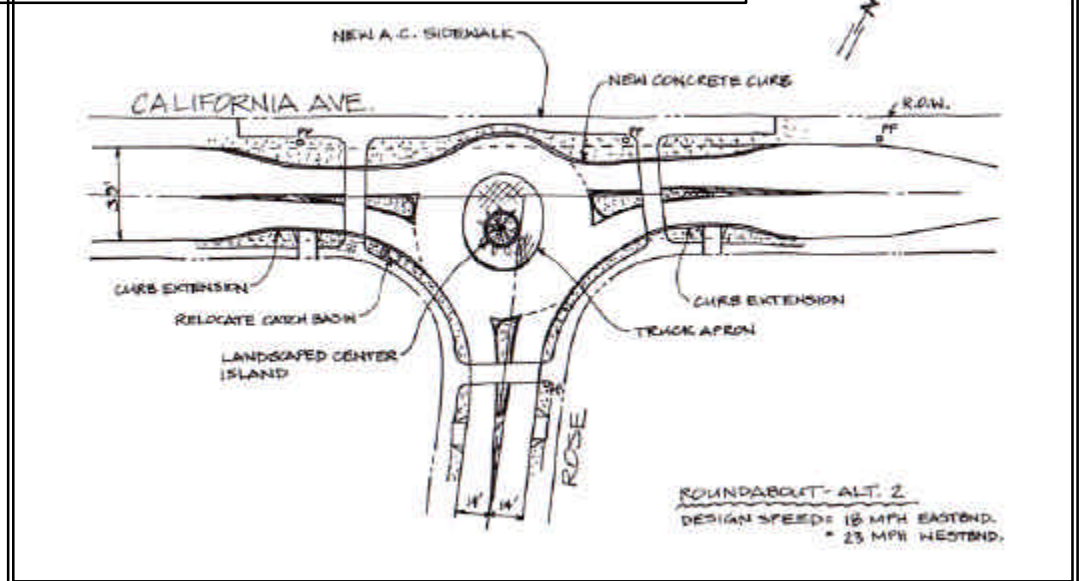 N
NEW A.C. SIDEWALK
NEW CONCRETE CURB
CALIFORNIA AVE.
R.O.W.
PP
PP
PP
CURB EXTENSION
RELOCATE CATCH BASIN
LANDSCAPED CENTER
ISLAND
CURB EXTENSION
TRUCK APRON
ROSE
14' 14'
ROUNDABOUT - ALT. 2
DESIGN SPEED = 18 MPH EASTBND.
" 23 MPH WESTBND.